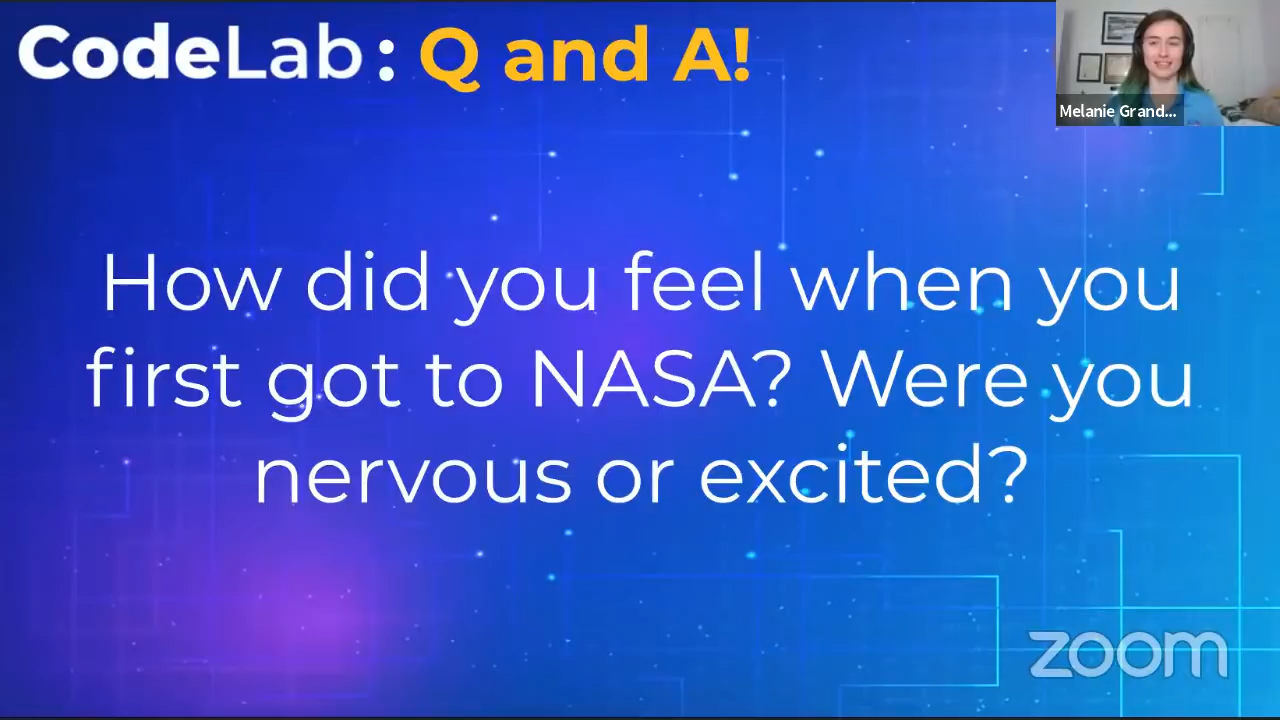 CodeLab: Q and A!
Melanie Grand...
How did you feel when you
first got to NASA? Were you
nervous or excited?
zoom